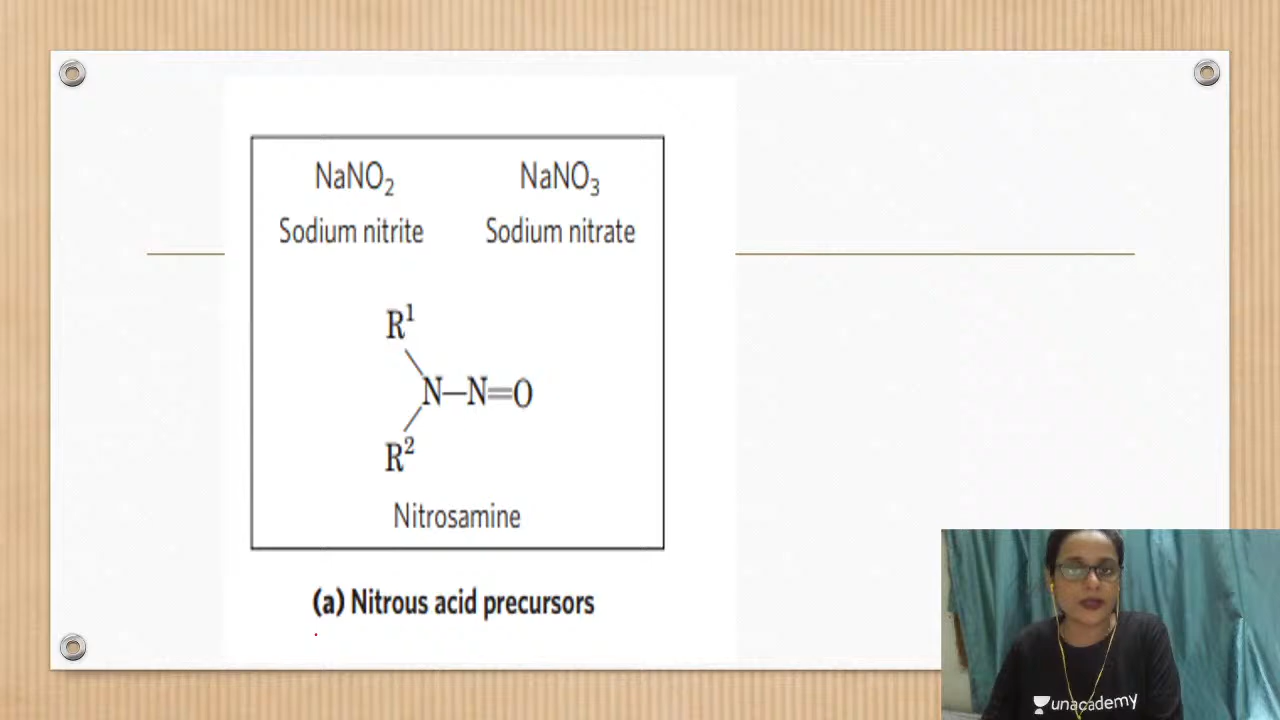 NaNO₂ NaNO₃
Sodium nitrite Sodium nitrate
R¹
N—N=O
R²
Nitrosamine
(a) Nitrous acid precursors
unacademy